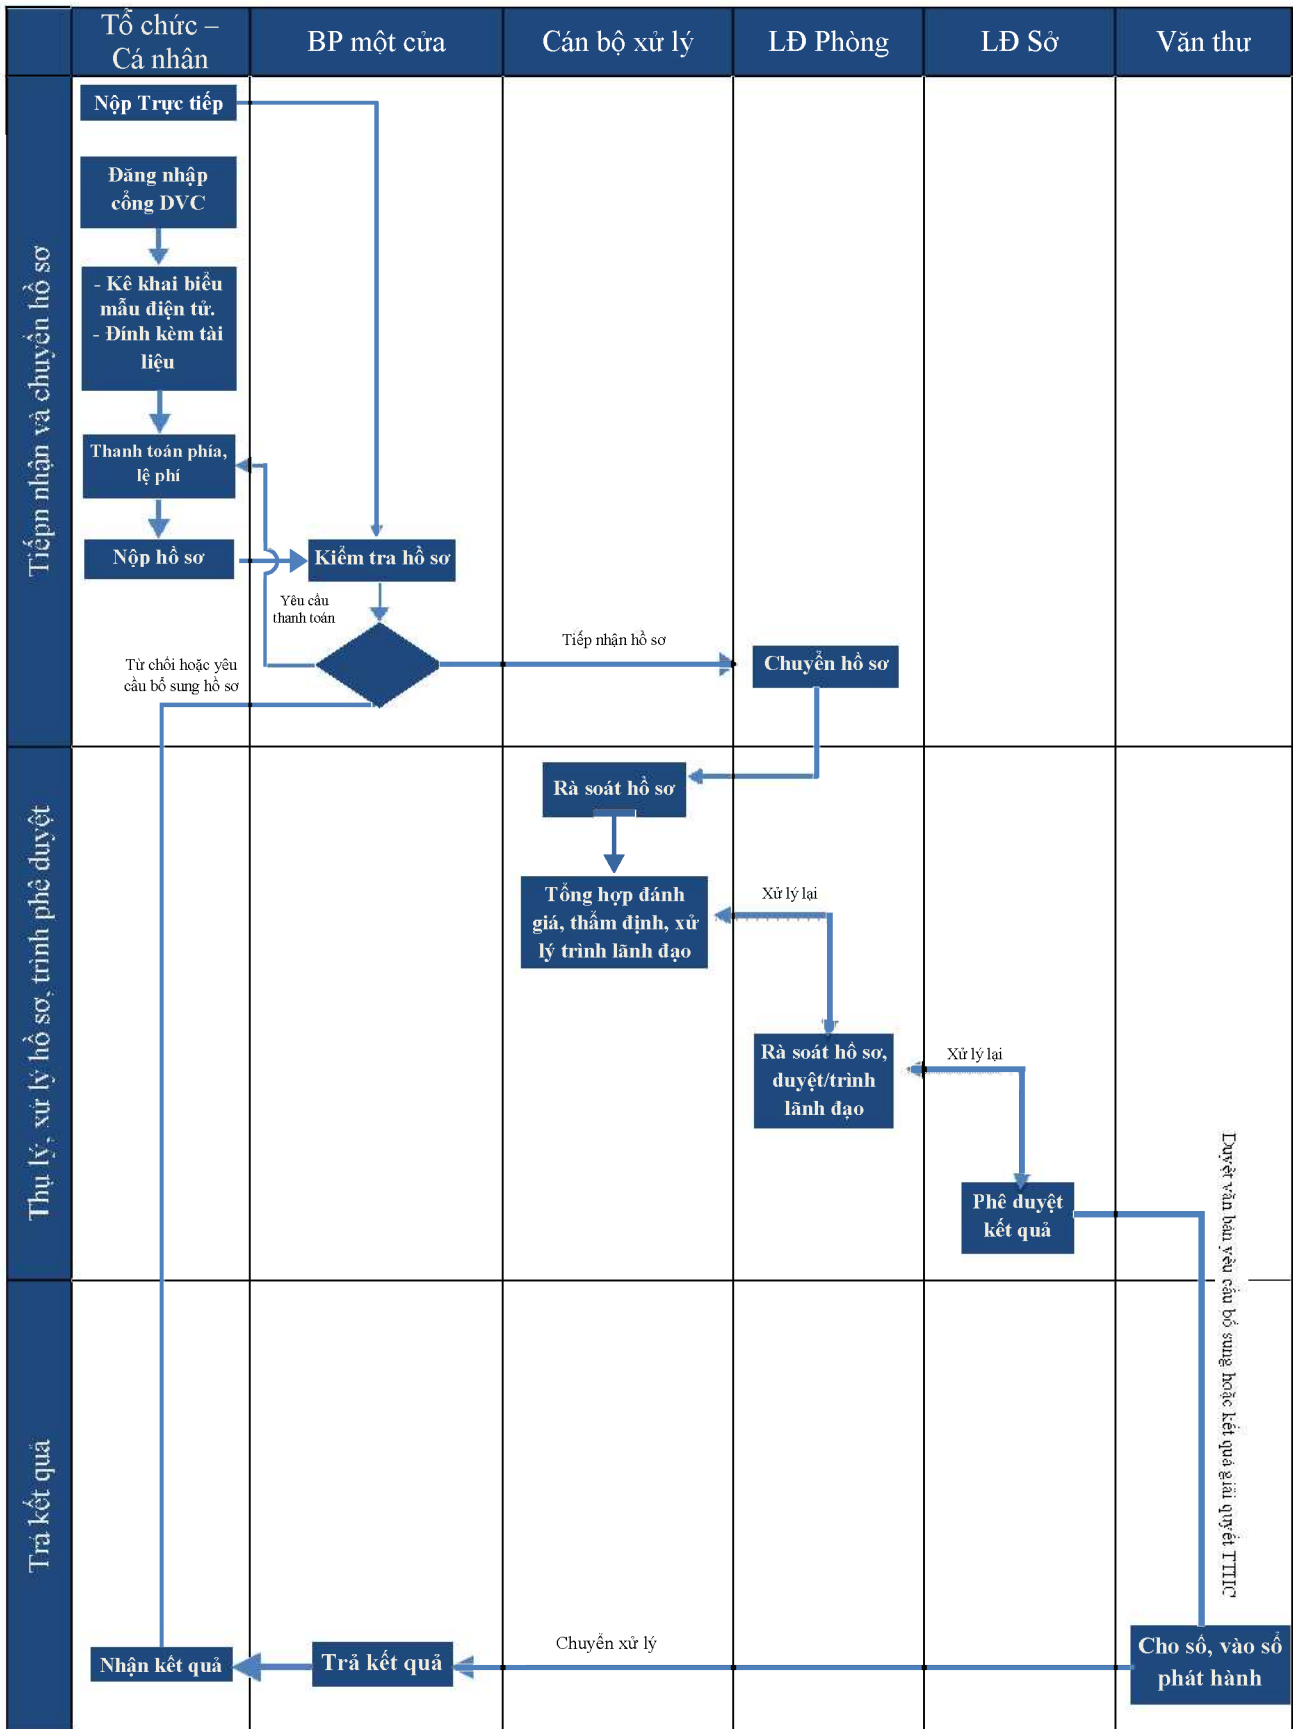 Tổ chức –
Cá nhân
BP một cửa
Cán bộ xử lý
LĐ Phòng
LĐ Sở
Văn thư
Tiếpn nhận và chuyển hồ sơ
Nộp Trực tiếp
Đăng nhập
cổng DVC
- Kê khai biểu
mẫu điện tử.
- Đính kèm tài
liệu
Thanh toán phía,
lệ phí
Nộp hồ sơ
Kiểm tra hồ sơ
Yêu cầu
thanh toán
Tiếp nhận hồ sơ
Chuyển hồ sơ
Từ chối hoặc yêu
cầu bổ sung hồ sơ
Thụ lý, xử lý hồ sơ, trình phê duyệt
Rà soát hồ sơ
Tổng hợp đánh
giá, thẩm định, xử
lý trình lãnh đạo
Xử lý lại
Rà soát hồ sơ,
duyệt/trình
lãnh đạo
Xử lý lại
Phê duyệt
kết quả
Duyệt văn bản yêu cầu bổ sung hoặc kết quả giải quyết TTHC
Trả kết quả
Nhận kết quả
Trả kết quả
Chuyển xử lý
Cho số, vào sổ
phát hành